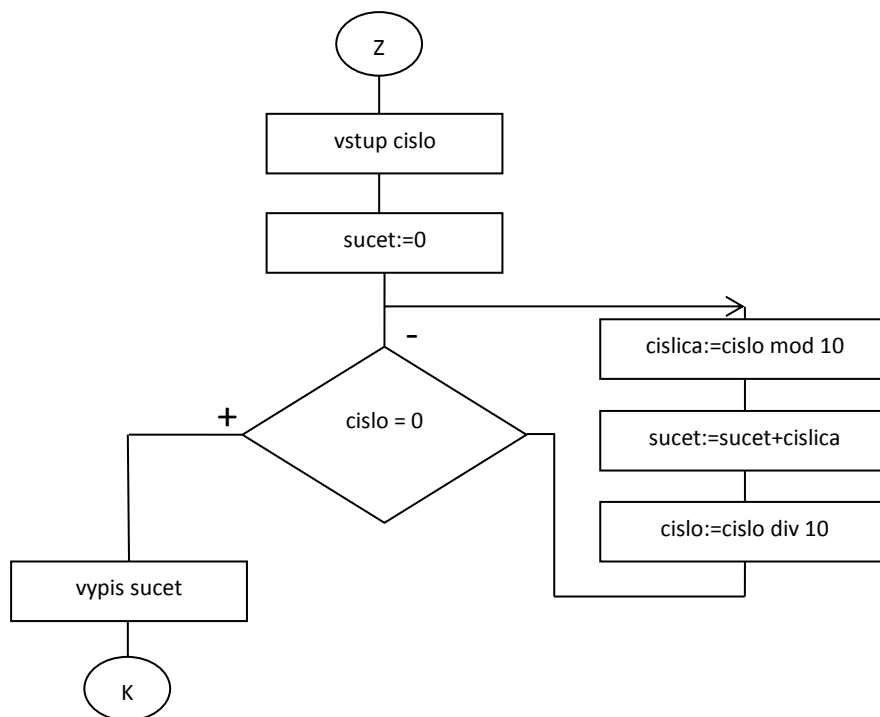 Z
vstup cislo
sucet:=0
-
cislica:=cislo mod 10
+
cislo = 0
sucet:=sucet+cislica
cislo:=cislo div 10
vypis sucet
K